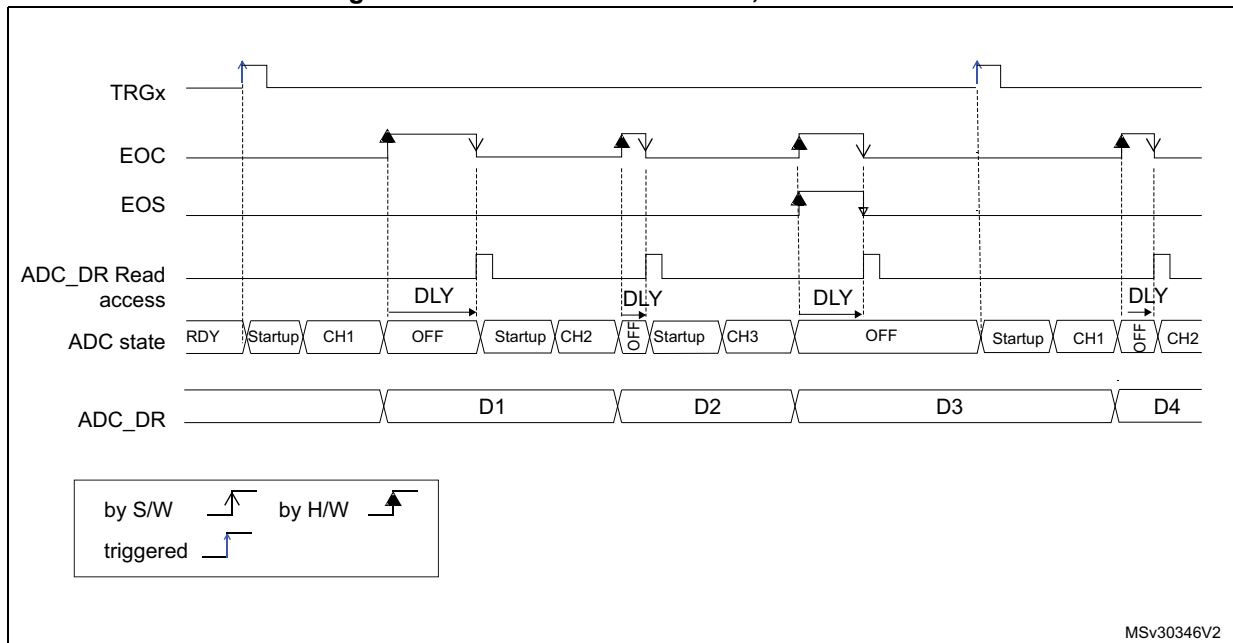 TRGx
EOC
EOS
ADC_DR Read
access
DLY DLY DLY DLY
ADC state RDY Startup CH1 OFF Startup CH2 OFF Startup CH3 OFF Startup CH1 OFF CH2
ADC_DR D1 D2 D3 D4
by S/W by H/W
triggered
MSv30346V2